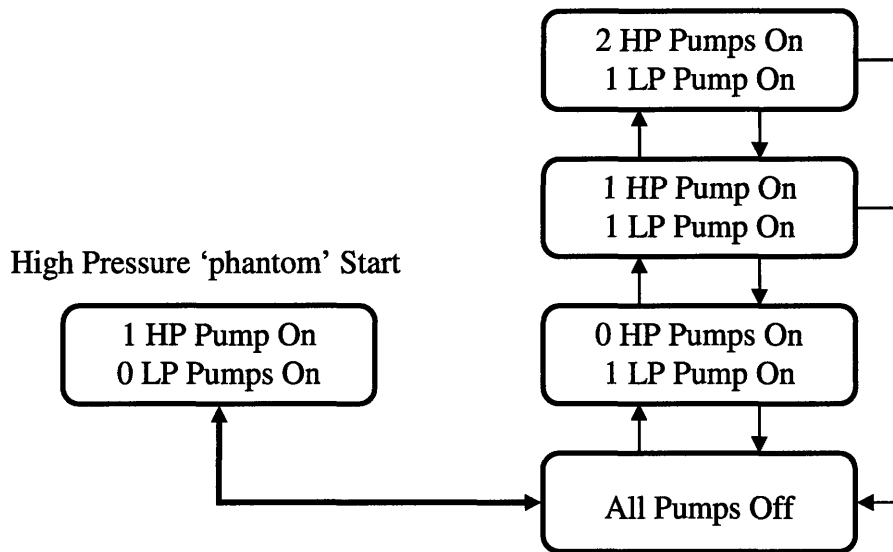 2 HP Pumps On
1 LP Pump On
1 HP Pump On
1 LP Pump On
High Pressure ‘phantom’ Start
1 HP Pump On
0 LP Pumps On
0 HP Pumps On
1 LP Pump On
All Pumps Off